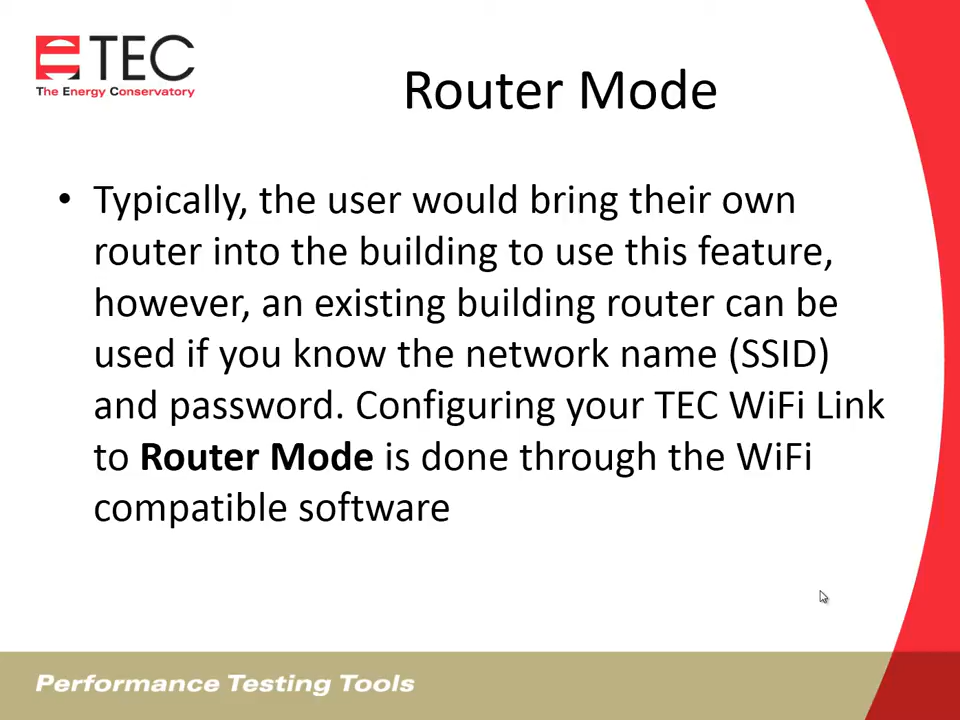 TEC
The Energy Conservatory
Router Mode
• Typically, the user would bring their own
router into the building to use this feature,
however, an existing building router can be
used if you know the network name (SSID)
and password. Configuring your TEC WiFi Link
to Router Mode is done through the WiFi
compatible software
Performance Testing Tools